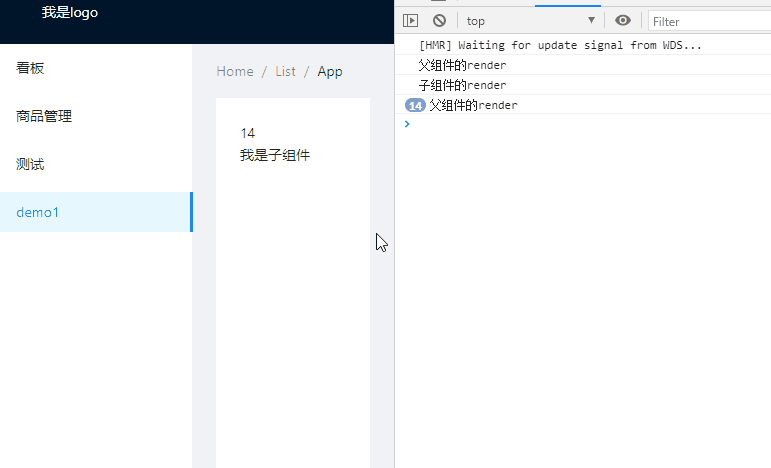 我是logo
看板
商品管理
测试
demo1
Home / List / App
14
我是子组件
top
Filter
[HMR] Waiting for update signal from WDS...
父组件的render
子组件的render
14 父组件的render